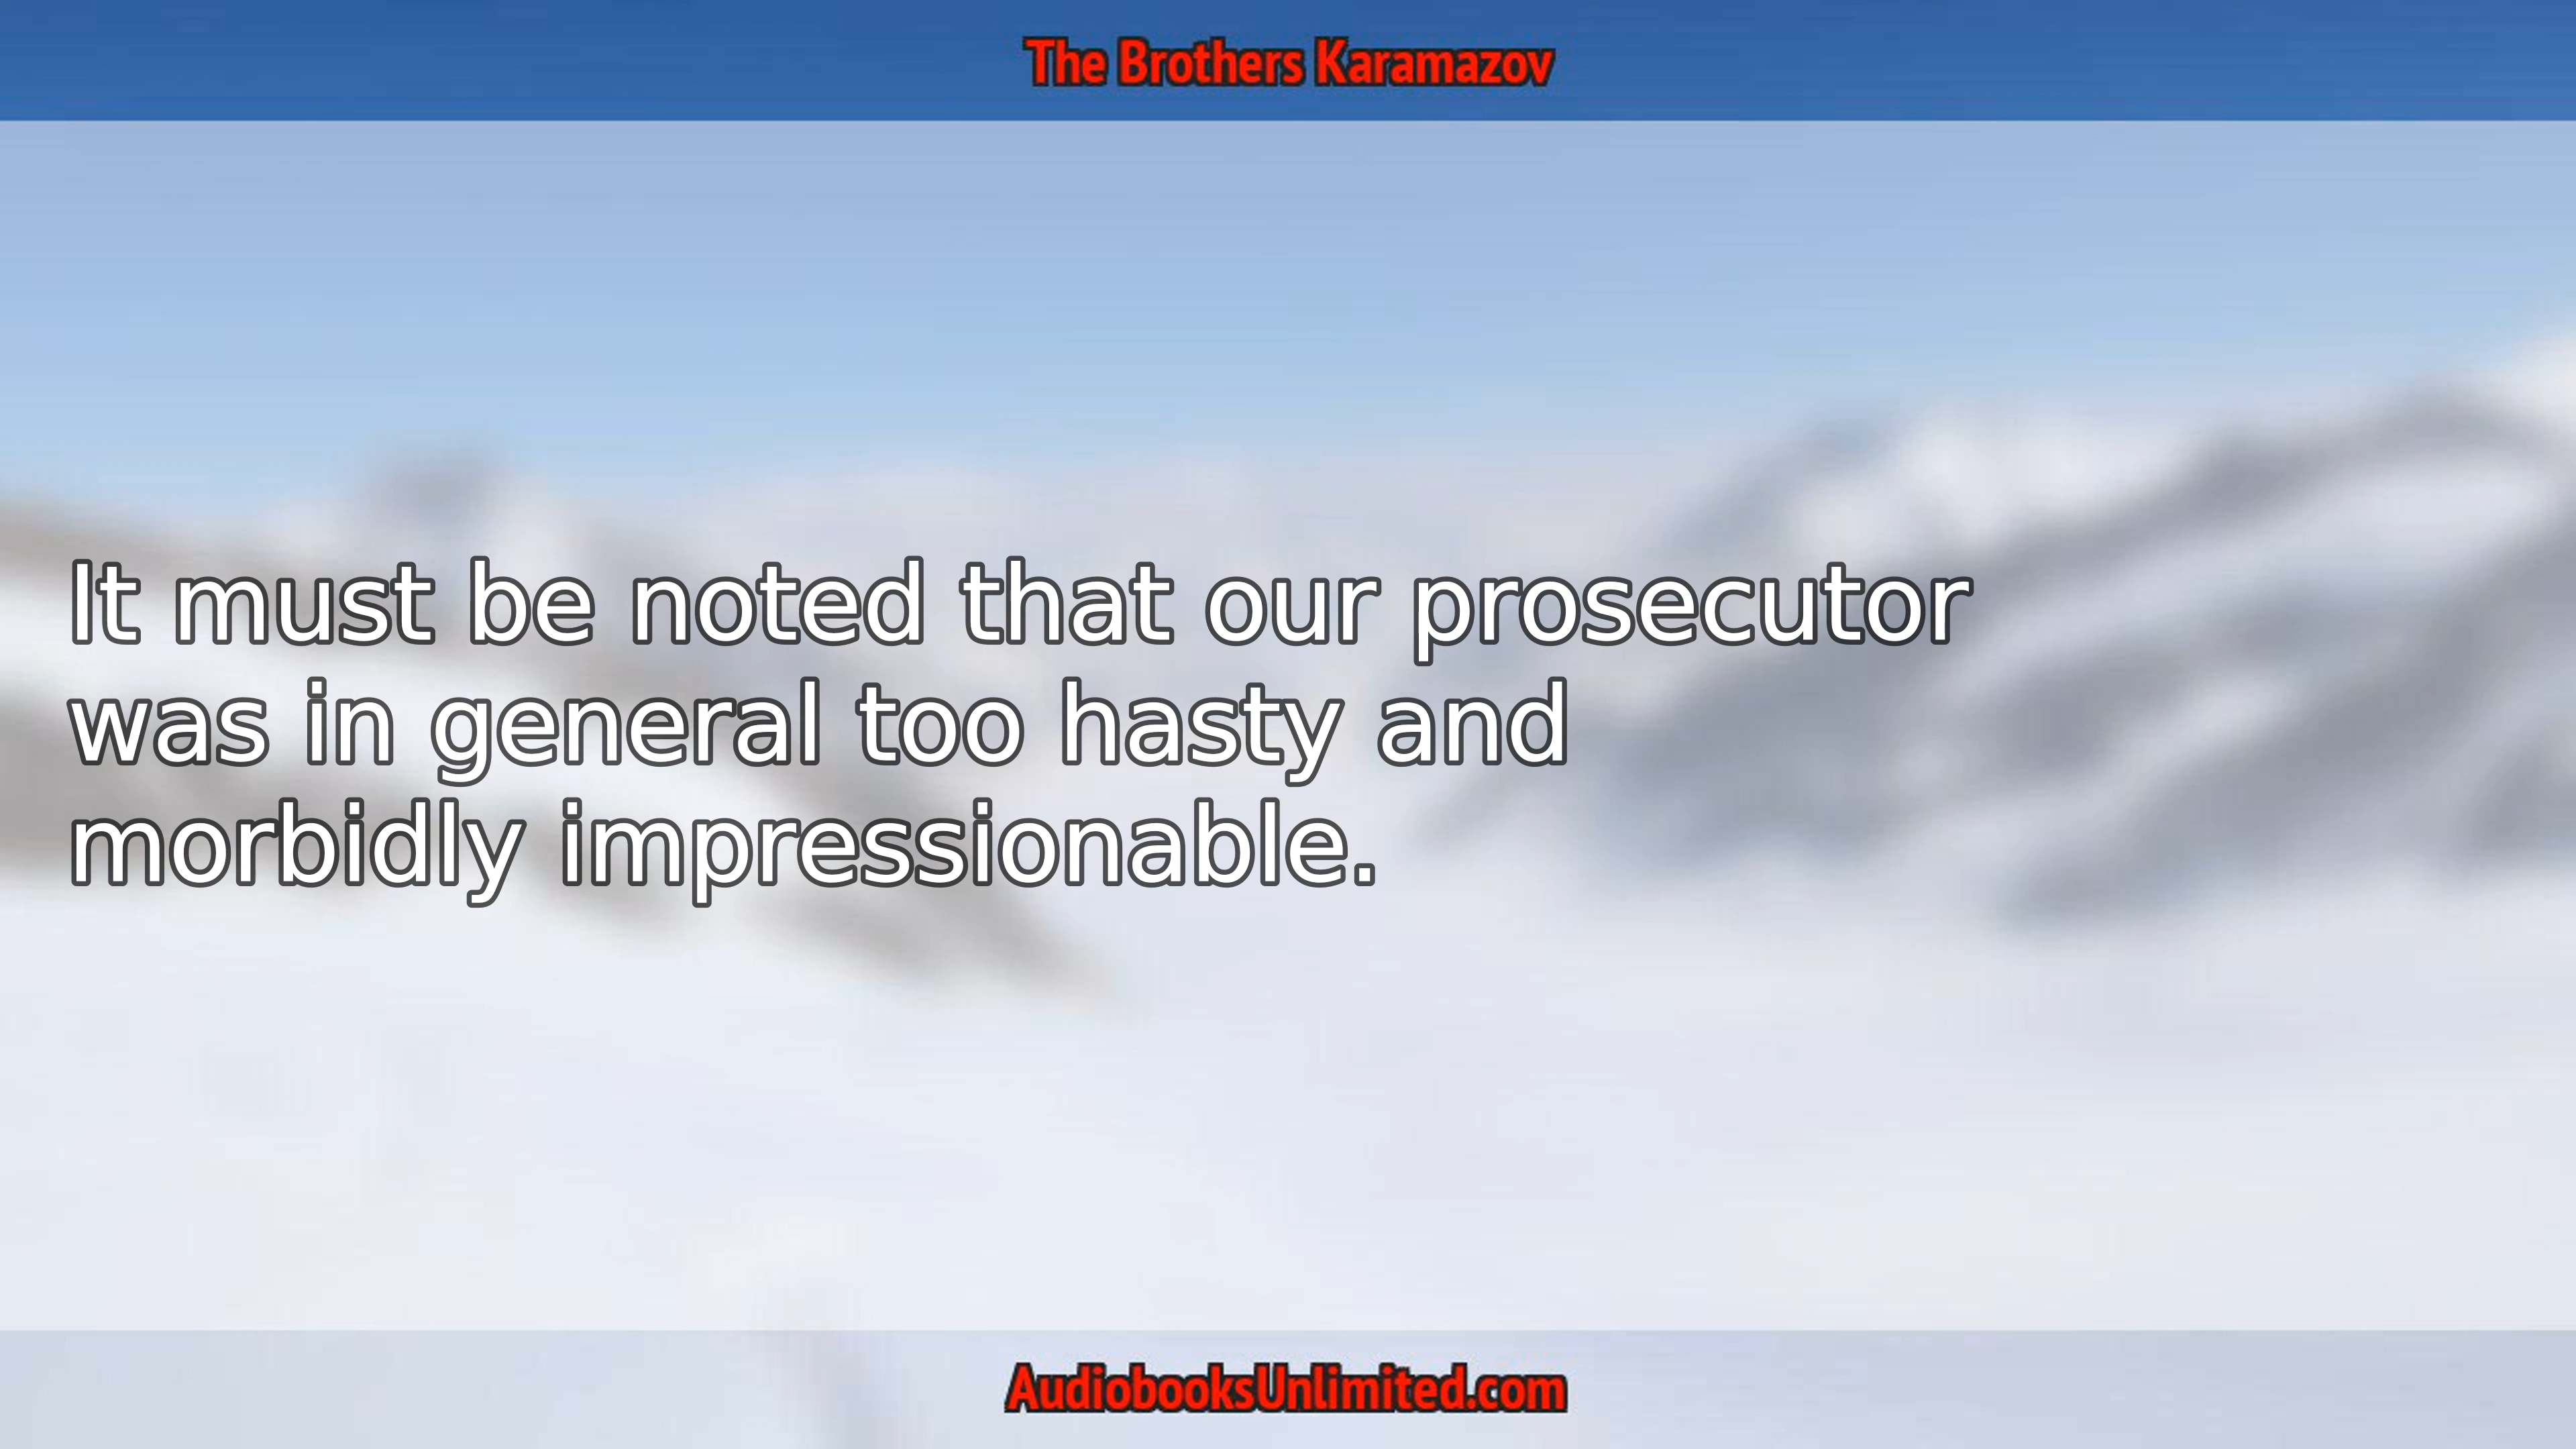 The Brothers Karamazov
It must be noted that our prosecutor
was in general too hasty and
morbidly impressionable.
AudiobooksUnlimited.com